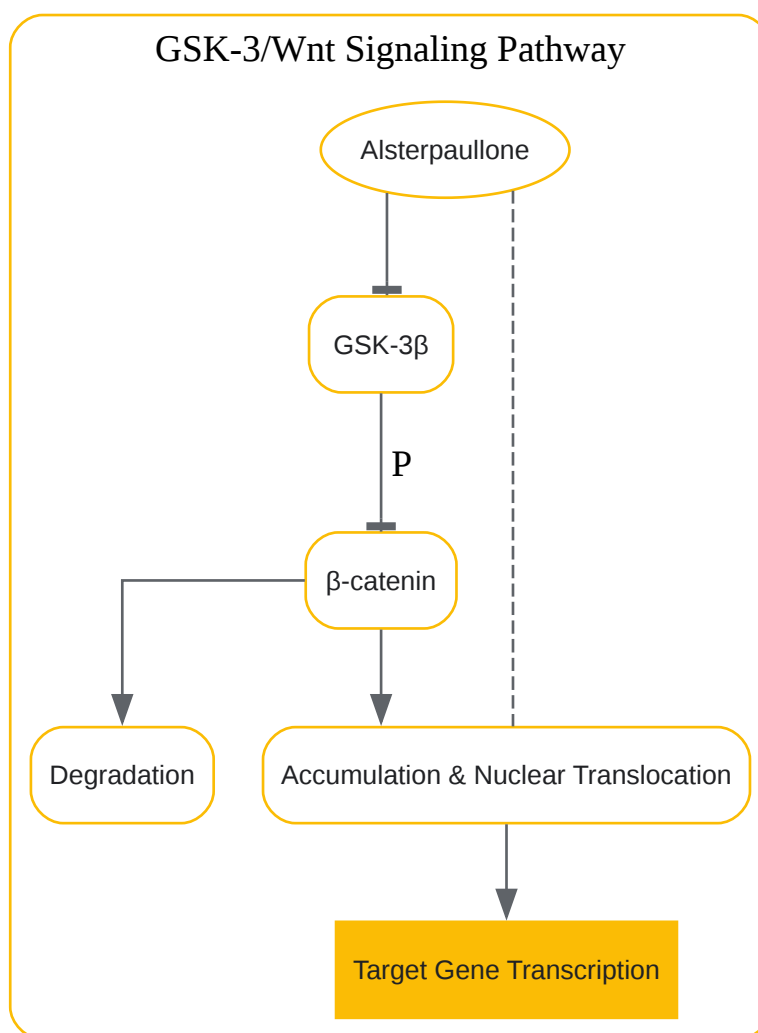 GSK-3/Wnt Signaling Pathway
Alsterpaullone
GSK-3β
P
β-catenin
Degradation
Accumulation & Nuclear Translocation
Target Gene Transcription